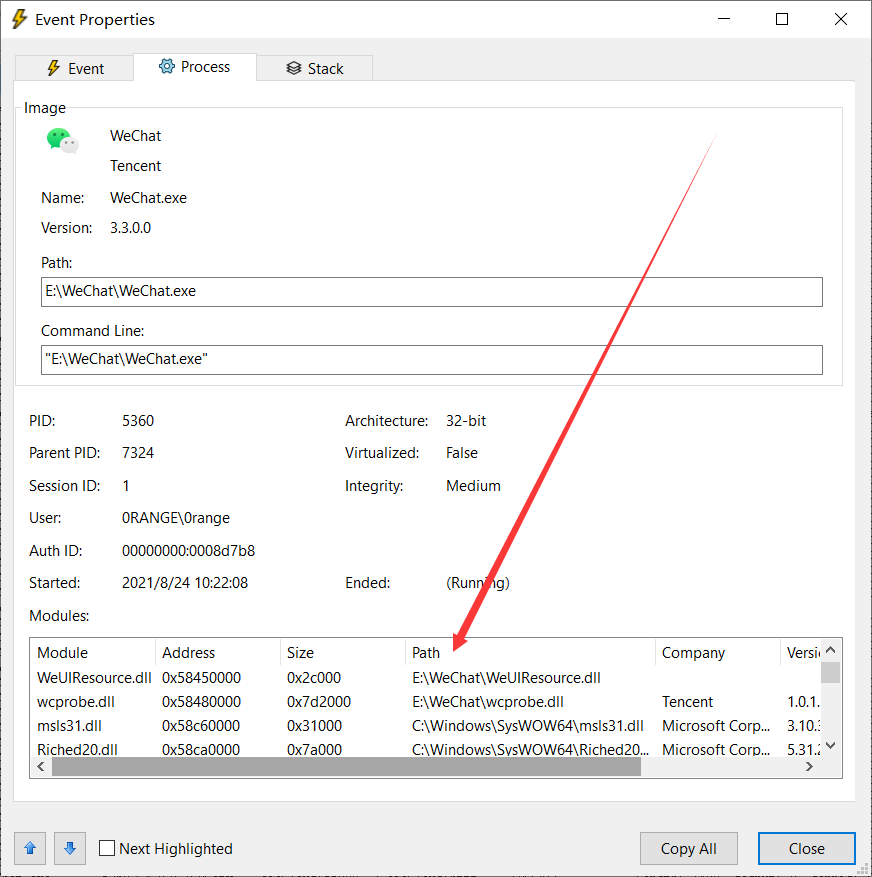 Event Properties
Event Process Stack
Image
WeChat
Tencent
Name: WeChat.exe
Version: 3.3.0.0
Path:
E:\WeChat\WeChat.exe
Command Line:
"E:\WeChat\WeChat.exe"
PID: 5360 Architecture: 32-bit
Parent PID: 7324 Virtualized: False
Session ID: 1 Integrity: Medium
User: 0RANGE\0range
Auth ID: 00000000:0008d7b8
Started: 2021/8/24 10:22:08 Ended: (Running)
Modules:
Module Address Size Path Company Versic
WeUIResource.dll 0x58450000 0x2c000 E:\WeChat\WeUIResource.dll
wcprobe.dll 0x58480000 0x7d2000 E:\WeChat\wcprobe.dll Tencent 1.0.1.
msls31.dll 0x58c60000 0x31000 C:\Windows\SysWOW64\msls31.dll Microsoft Corp... 3.10.3
Riched20.dll 0x58ca0000 0x7a000 C:\Windows\SysWOW64\Riched20... Microsoft Corp... 5.31.2
Next Highlighted Copy All Close